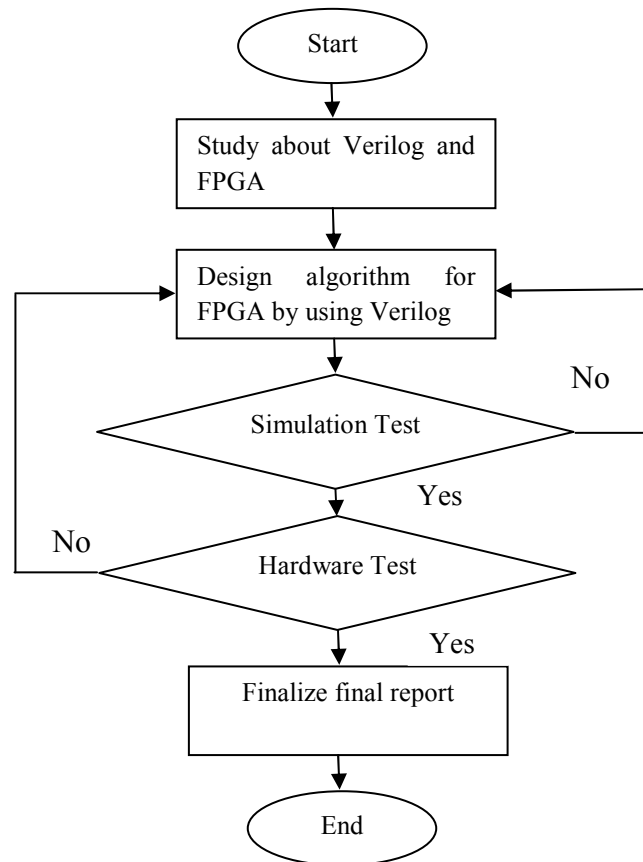 Start
Study about Verilog and
FPGA
Design algorithm for
FPGA by using Verilog
No
Simulation Test
Yes
No
Hardware Test
Yes
Finalize final report
End